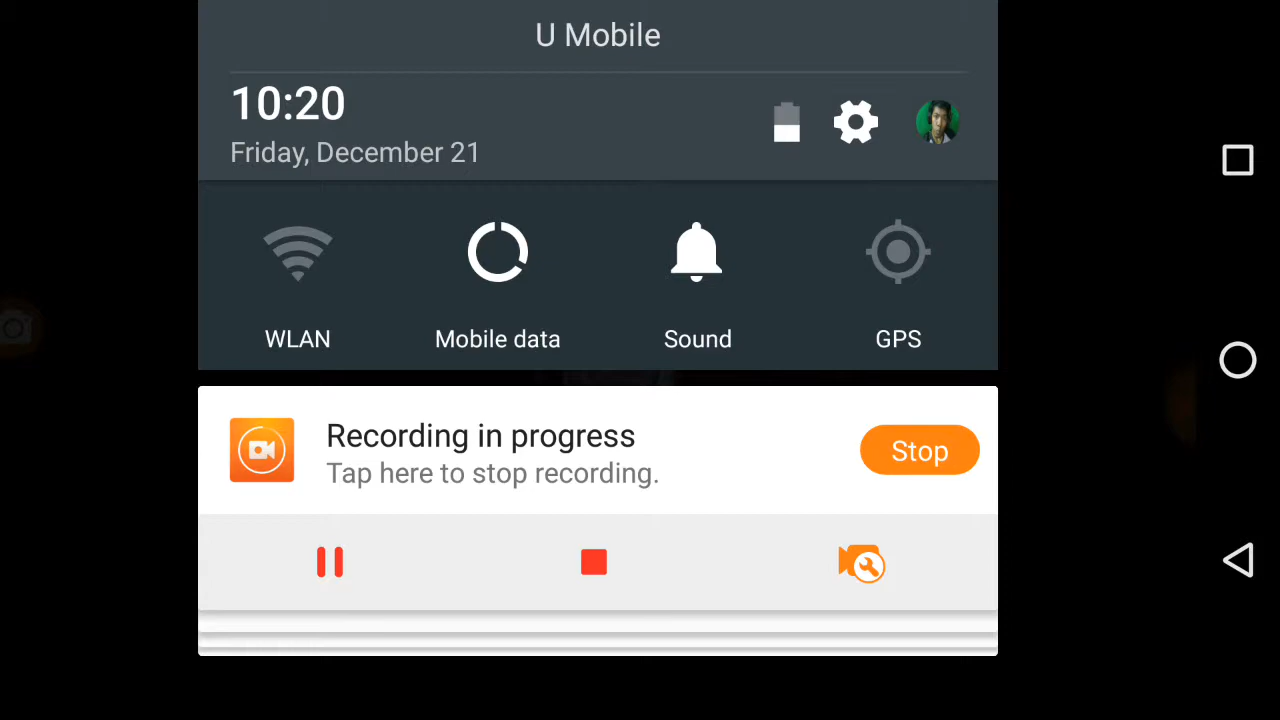 U Mobile
10:20
Friday, December 21
WLAN
Mobile data
Sound
GPS
Recording in progress
Tap here to stop recording.
Stop